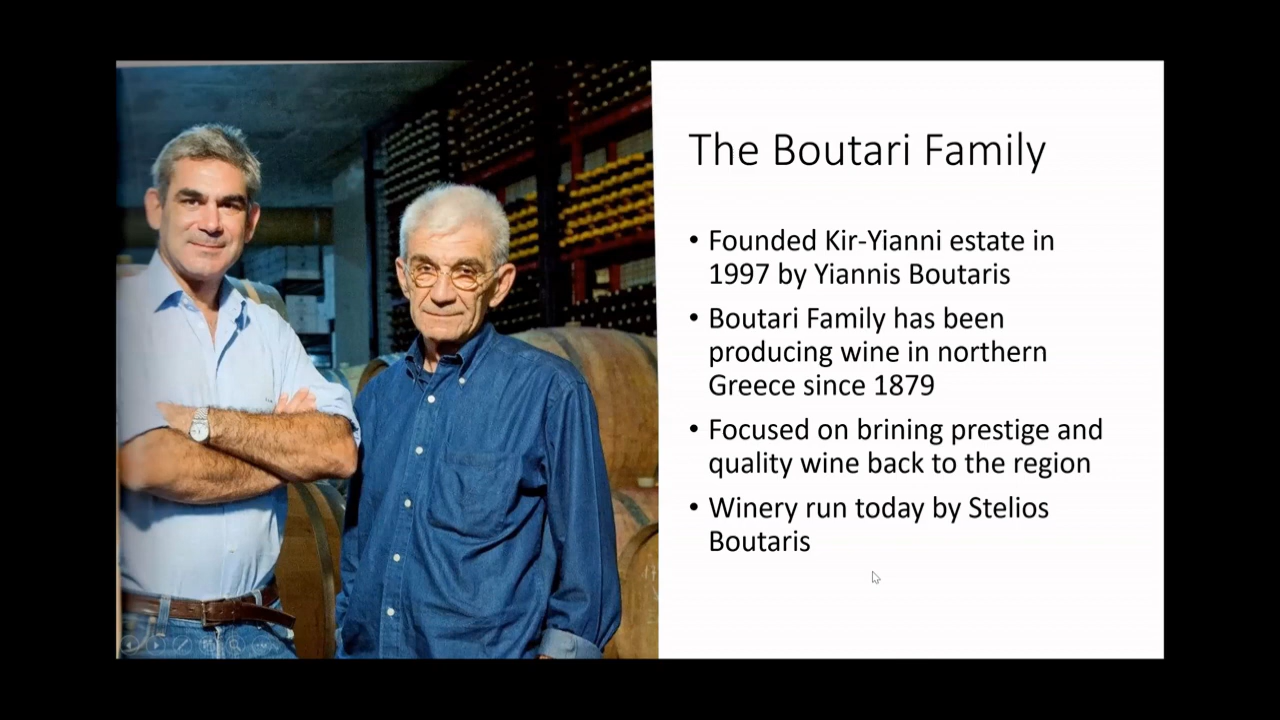 The Boutari Family
• Founded Kir-Yianni estate in
1997 by Yiannis Boutaris
• Boutari Family has been
producing wine in northern
Greece since 1879
• Focused on brining prestige and
quality wine back to the region
• Winery run today by Stelios
Boutaris